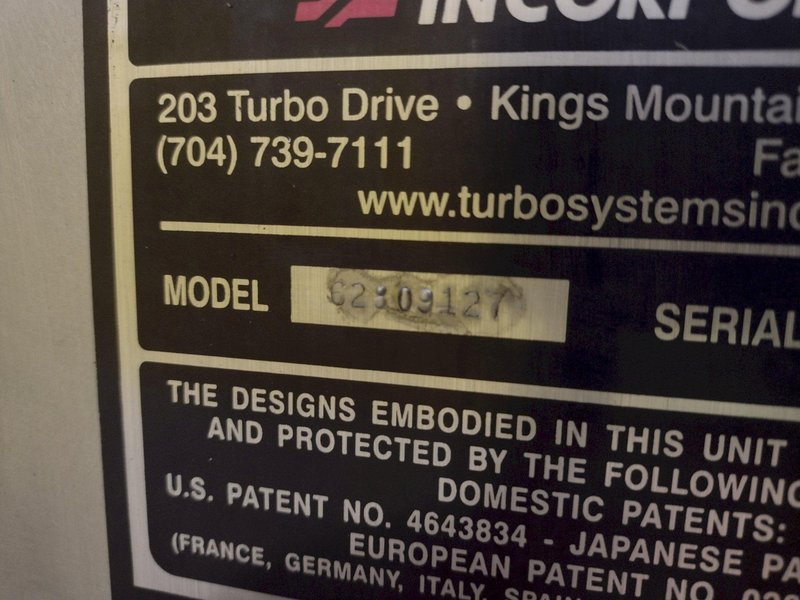 203 Turbo Drive • Kings Mountai
(704) 739-7111 Fa
www.turbosystemsinc
MODEL SERIAL
THE DESIGNS EMBODIED IN THIS UNIT
AND PROTECTED BY THE FOLLOWING
DOMESTIC PATENTS:
U.S. PATENT NO. 4643834 - JAPANESE PA
EUROPEAN PATENT NO.
(FRANCE, GERMANY, ITALY,